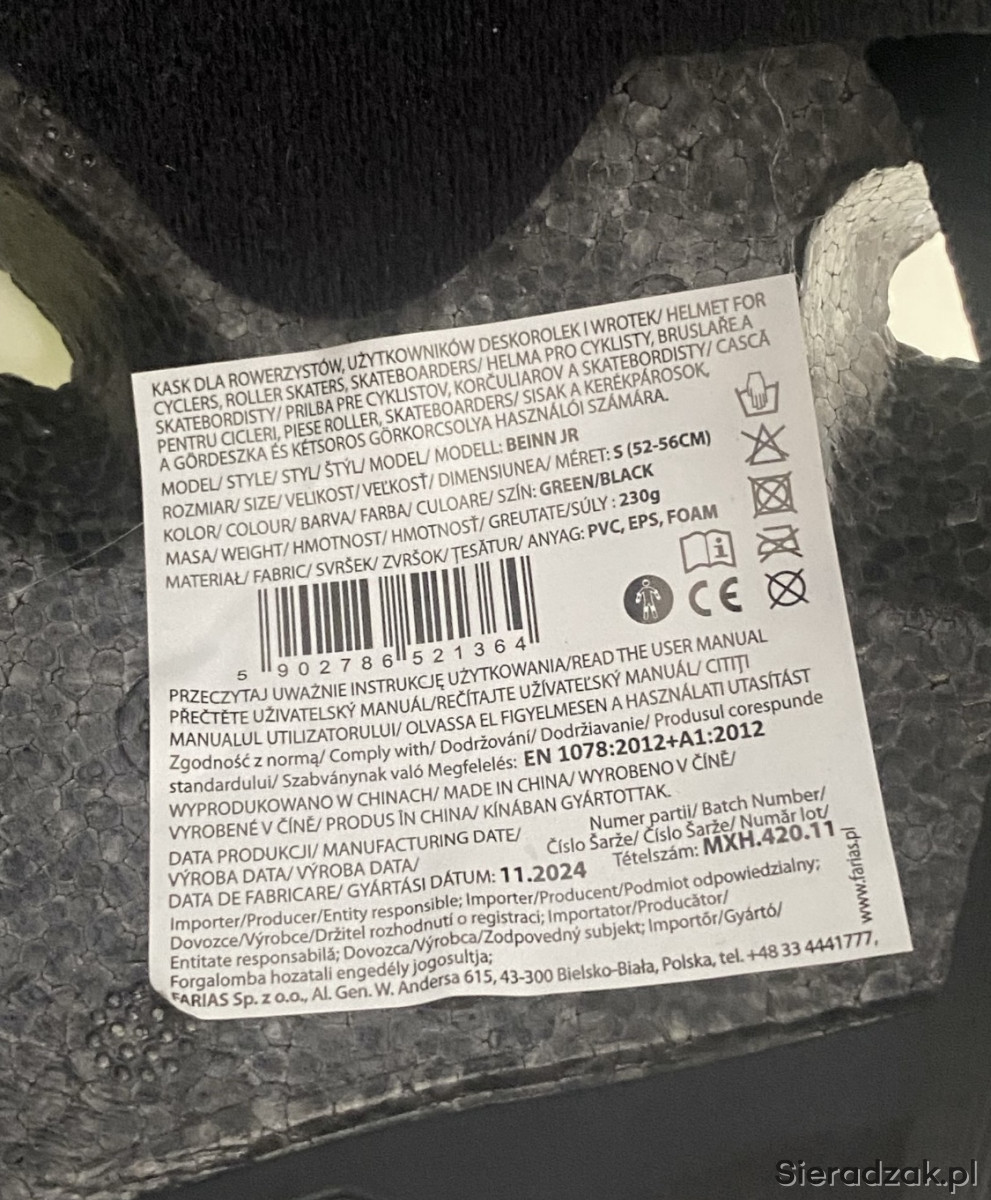 KASK DLA ROWERZYSTÓW, UŻYTKOWNIKÓW DESKOROLEK I WROTEK/ HELMET FOR
CYCLERS, ROLLER SKATERS, SKATEBOARDERS/ HELMA PRO CYKLISTY, BRUSLAŘE A
SKATEBORDISTY/ PRILBA PRE CYKLISTOV, KORČULIAROV A SKATEBORDISTY/ CASCĂ
PENTRU CICLERI, PIESE ROLLER, SKATEBOARDERS/ SISAK A KERÉKPÁROSOK,
A GÖRDESZKA ÉS KÉTSOROS GÖRKORCSOLYA HASZNÁLÓI SZÁMÁRA.
MODEL/ STYLE/ STYL/ ŠTÝL/ MODEL/ MODELL: BEINN JR
ROZMIAR/ SIZE/ VELIKOST/ VEĽKOSŤ/ DIMENSIUNEA/ MÉRET: S (52-56CM)
KOLOR/ COLOUR/ BARVA/ FARBA/ CULOARE/ SZÍN: GREEN/BLACK
MASA/ WEIGHT/ HMOTNOST/ HMOTNOSŤ/ GREUTATE/SÚLY : 230g
MATERIAŁ/ FABRIC/ SVRŠEK/ ZVRŠOK/ ŢESĂTUR/ ANYAG: PVC, EPS, FOAM
CE
5 902786 521364
PRZECZYTAJ UWAŻNIE INSTRUKCJĘ UŻYTKOWANIA/READ THE USER MANUAL
PŘEČTĚTE UŽIVATELSKÝ MANUÁL/REČÍTAJTE UŽÍVATEĽSKÝ MANUÁL/ CITIȚI
MANUALUL UTILIZATORULUI/ OLVASSA EL FIGYELMESEN A HASZNÁLATI UTASÍTÁST
Zgodność z normą/ Comply with/ Dodržování/ Dodržiavanie/ Produsul corespunde
standardului/ Szabványnak való Megfelelés: EN 1078:2012+A1:2012
WYPRODUKOWANO W CHINACH/ MADE IN CHINA/ WYROBENO V ČÍNĚ/
VYROBENÉ V ČÍNĚ/ PRODUS ÎN CHINA/ KÍNÁBAN GYÁRTOTTAK.
DATA PRODUKCJI/ MANUFACTURING DATE/
VÝROBA DATA/ VÝROBA DATA/
DATA DE FABRICARE/ GYÁRTÁSI DÁTUM: 11.2024
Numer partii/ Batch Number/
Číslo Šarže/ Číslo Šarže/ Număr lot/
Tételszám: MXH.420.11
www.farias.pl
Importer/Producer/Entity responsible; Importer/Producent/Podmiot odpowiedzialny;
Dovozce/Výrobce/Držitel rozhodnutí o registraci; Importator/Producător/
Entitate responsabilă; Dovozca/Výrobca/Zodpovedný subjekt; Importőr/Gyártó/
Forgalomba hozatali engedély jogosultja;
FARIAS Sp. z o.o., Al. Gen. W. Andersa 615, 43-300 Bielsko-Biała, Polska, tel. +48 33 4441777,
Sieradzak.pl